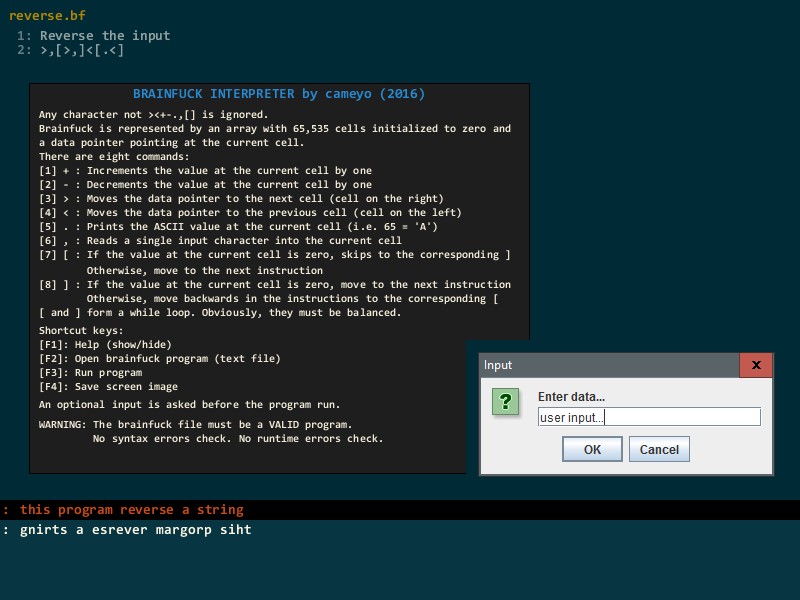 reverse.bf
1: Reverse the input
2: >,[>,]<[.<]
BRAINFUCK INTERPRETER by cameyo (2016)
Any character not ><+-.,[] is ignored.
Brainfuck is represented by an array with 65,535 cells initialized to zero and
a data pointer pointing at the current cell.
There are eight commands:
[1] + : Increments the value at the current cell by one
[2] - : Decrements the value at the current cell by one
[3] > : Moves the data pointer to the next cell (cell on the right)
[4] < : Moves the data pointer to the previous cell (cell on the left)
[5] . : Prints the ASCII value at the current cell (i.e. 65 = 'A')
[6] , : Reads a single input character into the current cell
[7] [ : If the value at the current cell is zero, skips to the corresponding ]
Otherwise, move to the next instruction
[8] ] : If the value at the current cell is zero, move to the next instruction
Otherwise, move backwards in the instructions to the corresponding [
[ and ] form a while loop. Obviously, they must be balanced.
Shortcut keys:
[F1]: Help (show/hide)
[F2]: Open brainfuck program (text file)
[F3]: Run program
[F4]: Save screen image
An optional input is asked before the program run.
WARNING: The brainfuck file must be a VALID program.
No syntax errors check. No runtime errors check.
Input
x
?
Enter data...
user input...
OK Cancel
: this program reverse a string
: gnirts a esrever margorp siht